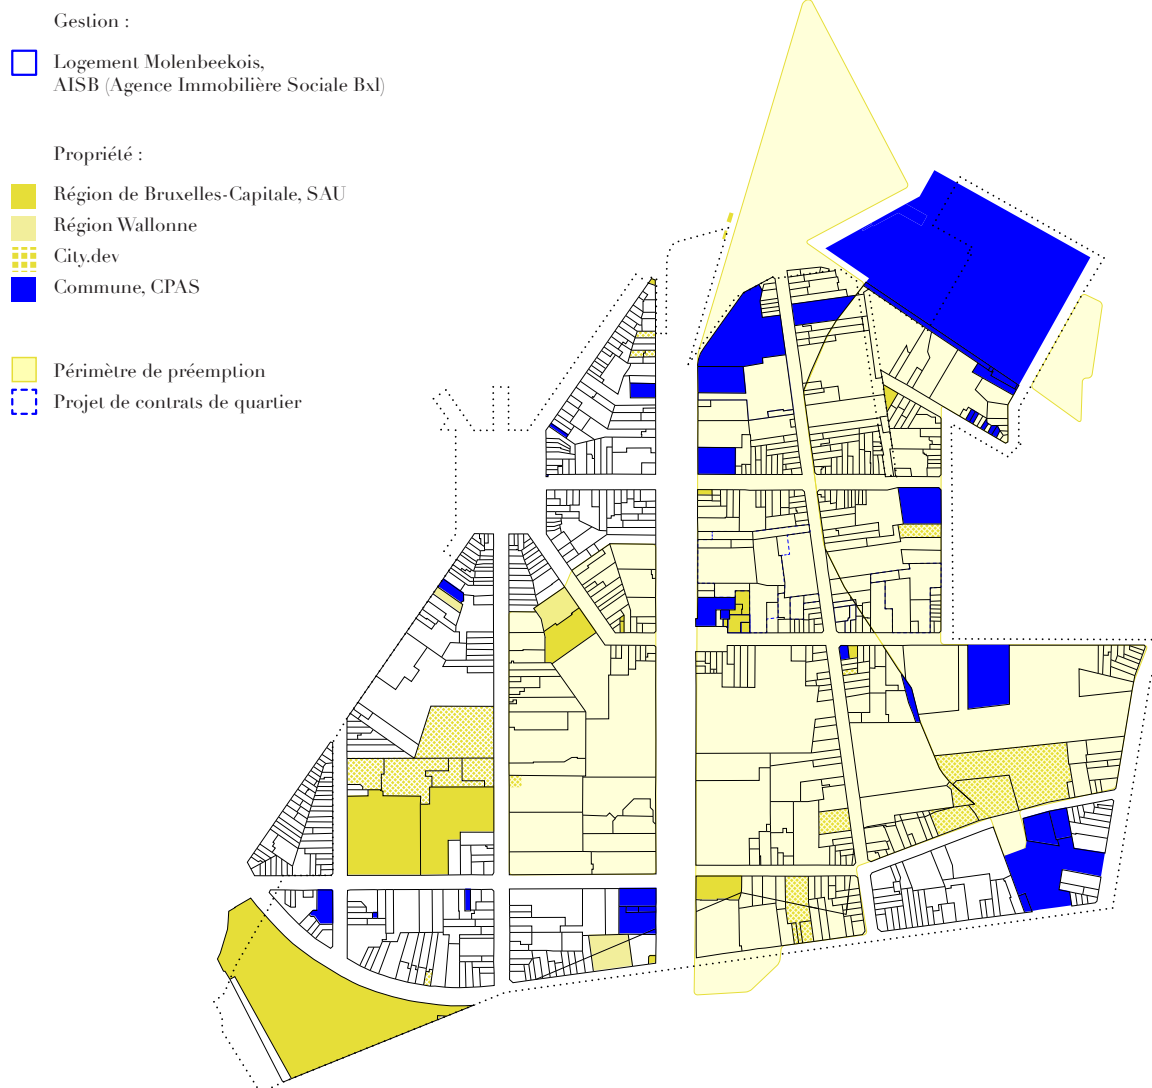 Gestion :
Logement Molenbeekois,
AISB (Agence Immobilière Sociale Bxl)
Propriété :
Région de Bruxelles-Capitale, SAU
Région Wallonne
City.dev
Commune, CPAS
Périmètre de préemption
Projet de contrats de quartier